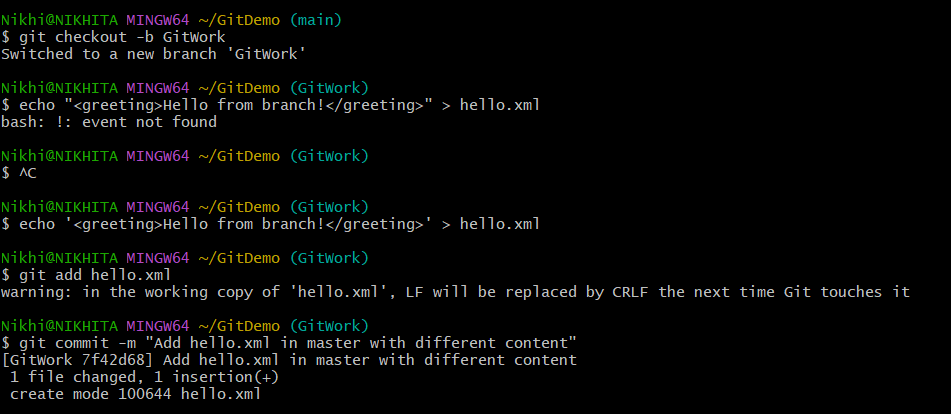 Nikhi@NIKHITA MINGW64 ~/GitDemo (main)
$ git checkout -b GitWork
Switched to a new branch 'GitWork'
Nikhi@NIKHITA MINGW64 ~/GitDemo (GitWork)
$ echo "<greeting>Hello from branch!</greeting>" > hello.xml
bash: !: event not found
Nikhi@NIKHITA MINGW64 ~/GitDemo (GitWork)
$ ^C
Nikhi@NIKHITA MINGW64 ~/GitDemo (GitWork)
$ echo '<greeting>Hello from branch!</greeting>' > hello.xml
Nikhi@NIKHITA MINGW64 ~/GitDemo (GitWork)
$ git add hello.xml
warning: in the working copy of 'hello.xml', LF will be replaced by CRLF the next time Git touches it
Nikhi@NIKHITA MINGW64 ~/GitDemo (GitWork)
$ git commit -m "Add hello.xml in master with different content"
[GitWork 7f42d68] Add hello.xml in master with different content
 1 file changed, 1 insertion(+)
 create mode 100644 hello.xml